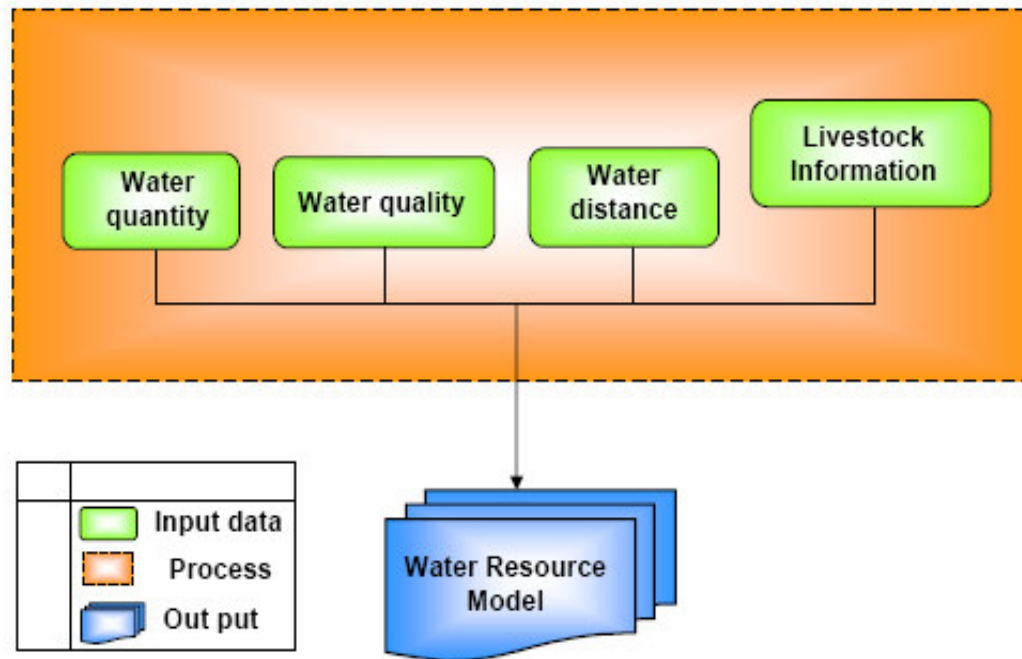 Water
quantity
Water quality
Water
distance
Livestock
Information
Input data
Process
Out put
Water Resource
Model